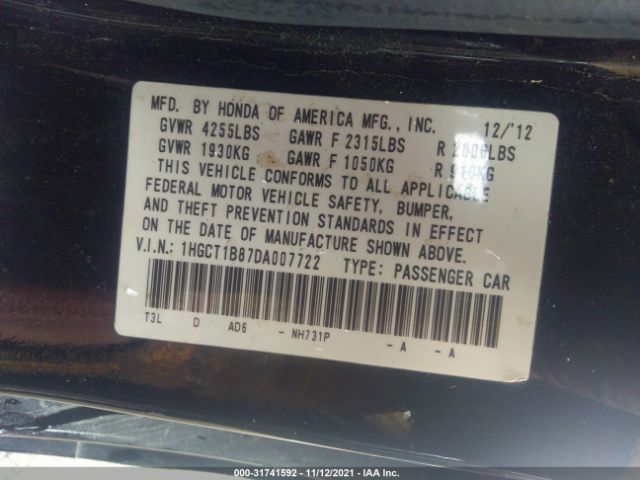 MFD. BY HONDA OF AMERICA MFG., INC. 12/'12
GVWR 4255LBS GAWR F 2315LBS R 2006LBS
GVWR 1930KG GAWR F 1050KG R 910KG
THIS VEHICLE CONFORMS TO ALL APPLICABLE
FEDERAL MOTOR VEHICLE SAFETY, BUMPER,
AND THEFT PREVENTION STANDARDS IN EFFECT
ON THE DATE OF MANUFACTURE SHOWN ABOVE.
V.I.N.: 1HGCT1B87DA007722 TYPE: PASSENGER CAR
T3L D AD6 - NH731P - A - A
000-31741592 - 11/12/2021 - IAA Inc.